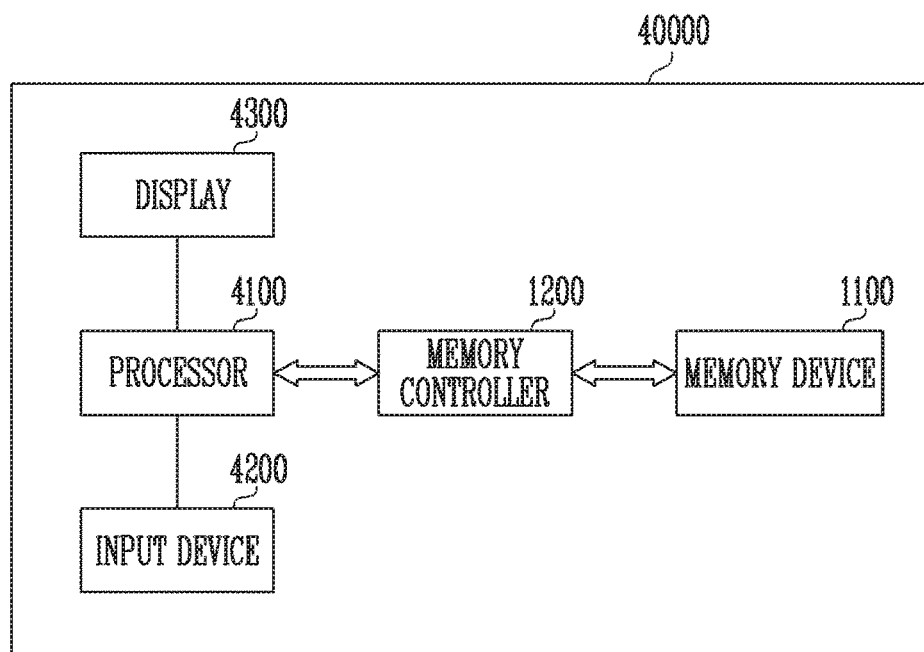 40000
4300
DISPLAY
4100
PROCESSOR
1200
MEMORY
CONTROLLER
1100
MEMORY DEVICE
4200
INPUT DEVICE